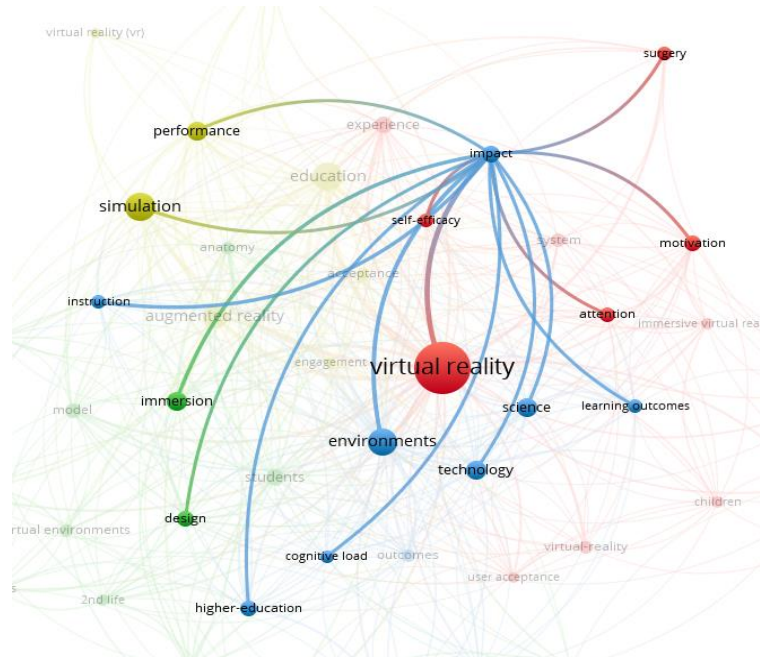 virtual reality (vr)
surgery
performance
experience
impact
education
simulation
self-efficacy
system
motivation
anatomy
acceptance
instruction
augmented reality
attention
immersive virtual rea
engagement
virtual reality
immersion
science
learning outcomes
model
environments
technology
students
children
design
rtual environments
virtual-reality
cognitive load
outcomes
user acceptance
2nd life
higher-education
s